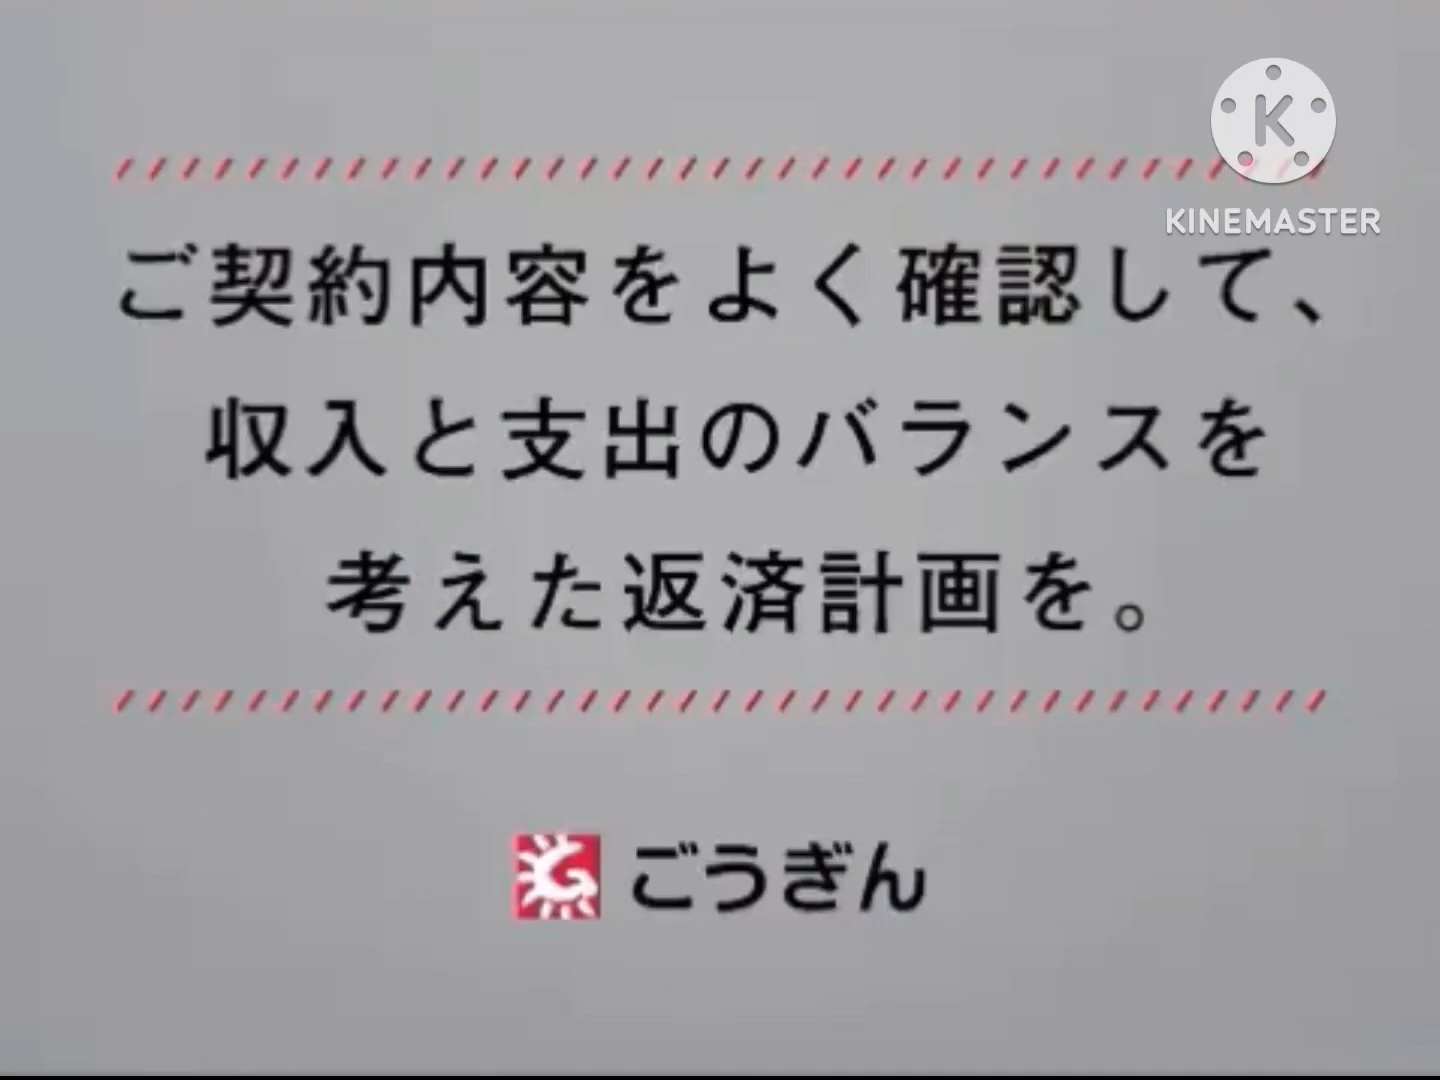 KINEMASTER
ご契約内容をよく確認して、
収入と支出のバランスを
考えた返済計画を。
ごうぎん